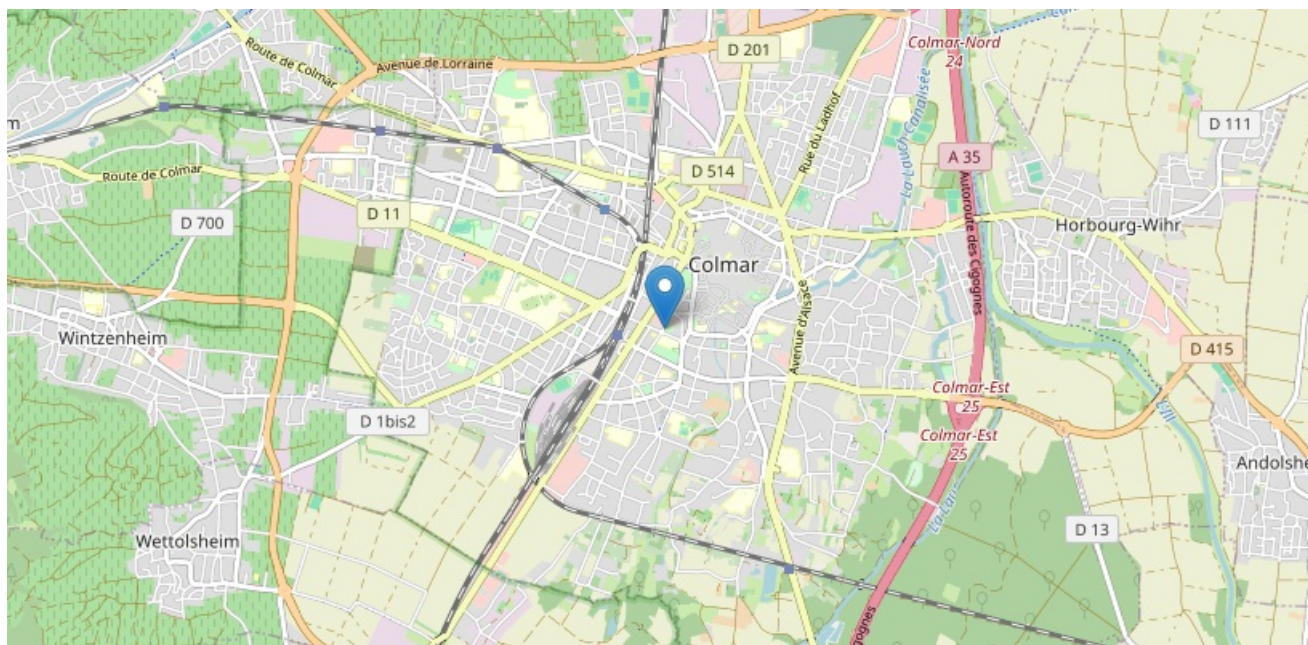 Colmar-Nord
24
D 201
Route de Colmar
Avenue de Lorraine
La Lauch Canalisée
Rue du Ladhof
D 111
m
A 35
Route de Colmar
D 514
Autoroute des Cigognes
D 700
D 11
Horbourg-Wihr
Colmar
Avenue d'Alsace
Wintzenheim
D 415
Colmar-Est
25
L'Ill
D 1bis2
Colmar-Est
25
Andolshe
La Lauch
D 13
Wettolsheim
gognes